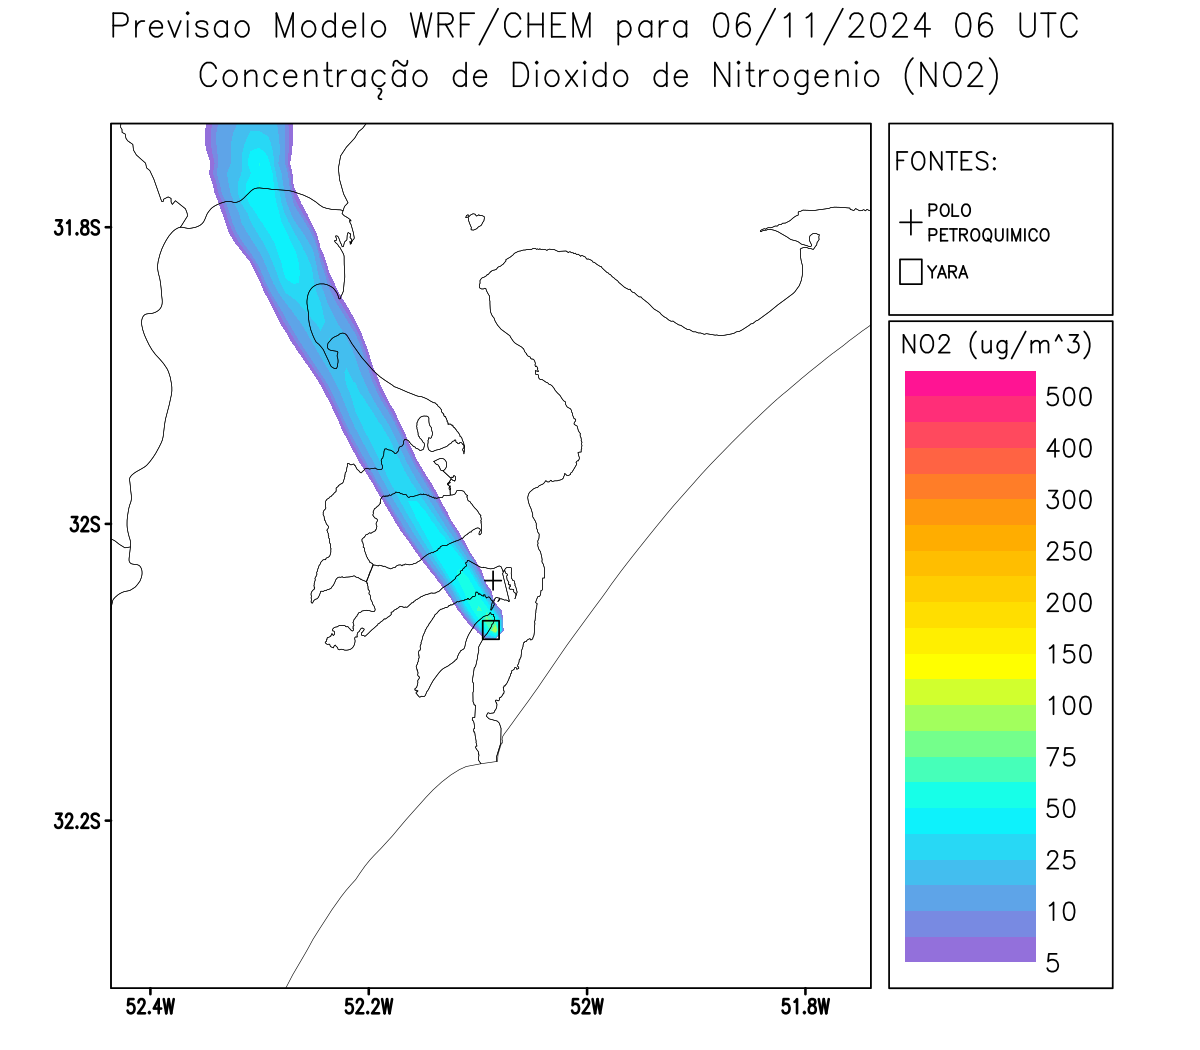 Previsao Modelo WRF/CHEM para 06/11/2024 06 UTC
Concentração de Dioxido de Nitrogenio (NO2)
FONTES:
POLO
PETROQUIMICO
YARA
NO2 (ug/m^3)
500
400
300
250
200
150
100
75
50
25
10
5
31.8S
32S
32.2S
52.4W
52.2W
52W
51.8W